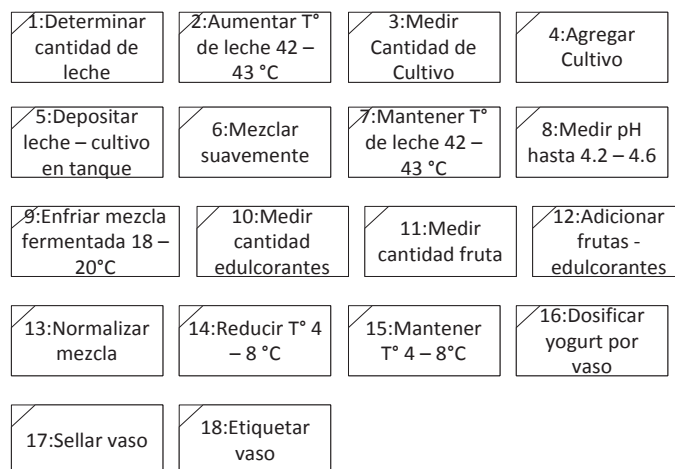 1:Determinar
cantidad de
leche
2:Aumentar T°
de leche 42 –
43 °C
3:Medir
Cantidad de
Cultivo
4:Agregar
Cultivo
5:Depositar
leche – cultivo
en tanque
6:Mezclar
suavemente
7:Mantener T°
de leche 42 –
43 °C
8:Medir pH
hasta 4.2 – 4.6
9:Enfriar mezcla
fermentada 18 –
20°C
10:Medir
cantidad
edulcorantes
11:Medir
cantidad fruta
12:Adicionar
frutas -
edulcorantes
13:Normalizar
mezcla
14:Reducir T° 4
– 8 °C
15:Mantener
T° 4 – 8°C
16:Dosificar
yogurt por
vaso
17:Sellar vaso
18:Etiquetar
vaso